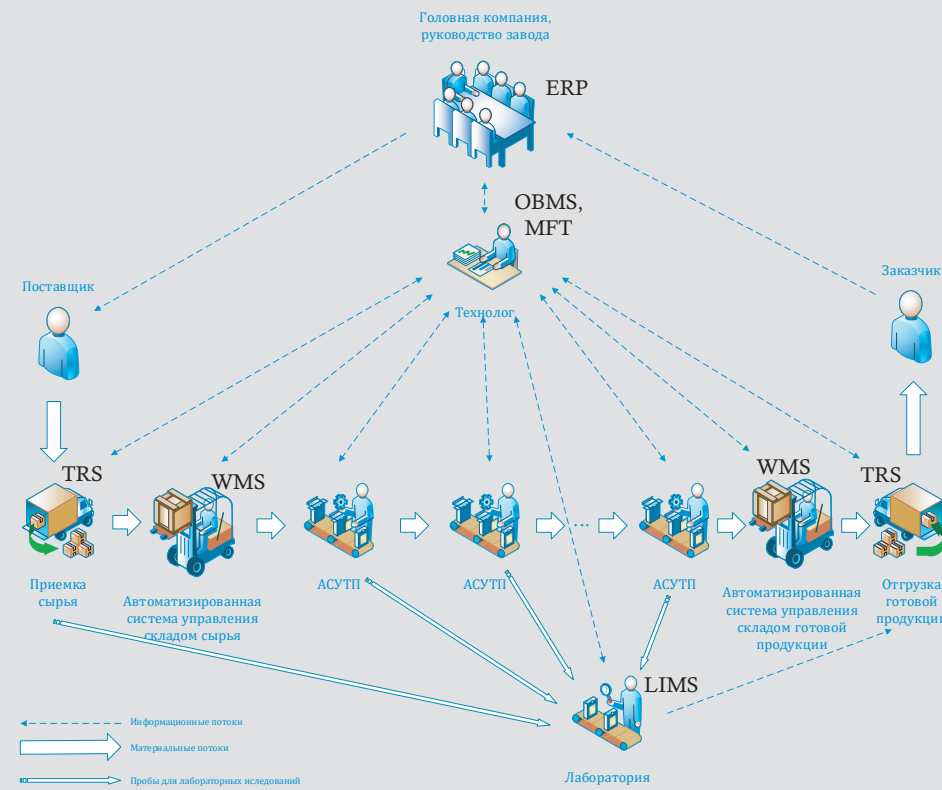 Головная компания,
руководство завода
ERP
OBMS,
MFT
Технолог
Поставщик
Заказчик
TRS
WMS
WMS
TRS
Приемка
сырья
Автоматизированная
система управления
складом сырья
АСУТП
АСУТП
...
АСУТП
Автоматизированная
система управления
складом готовой
продукции
Отгрузка
готовой
продукции
LIMS
Лаборатория
Информационные потоки
Материальные потоки
Пробы для лабораторных иследований